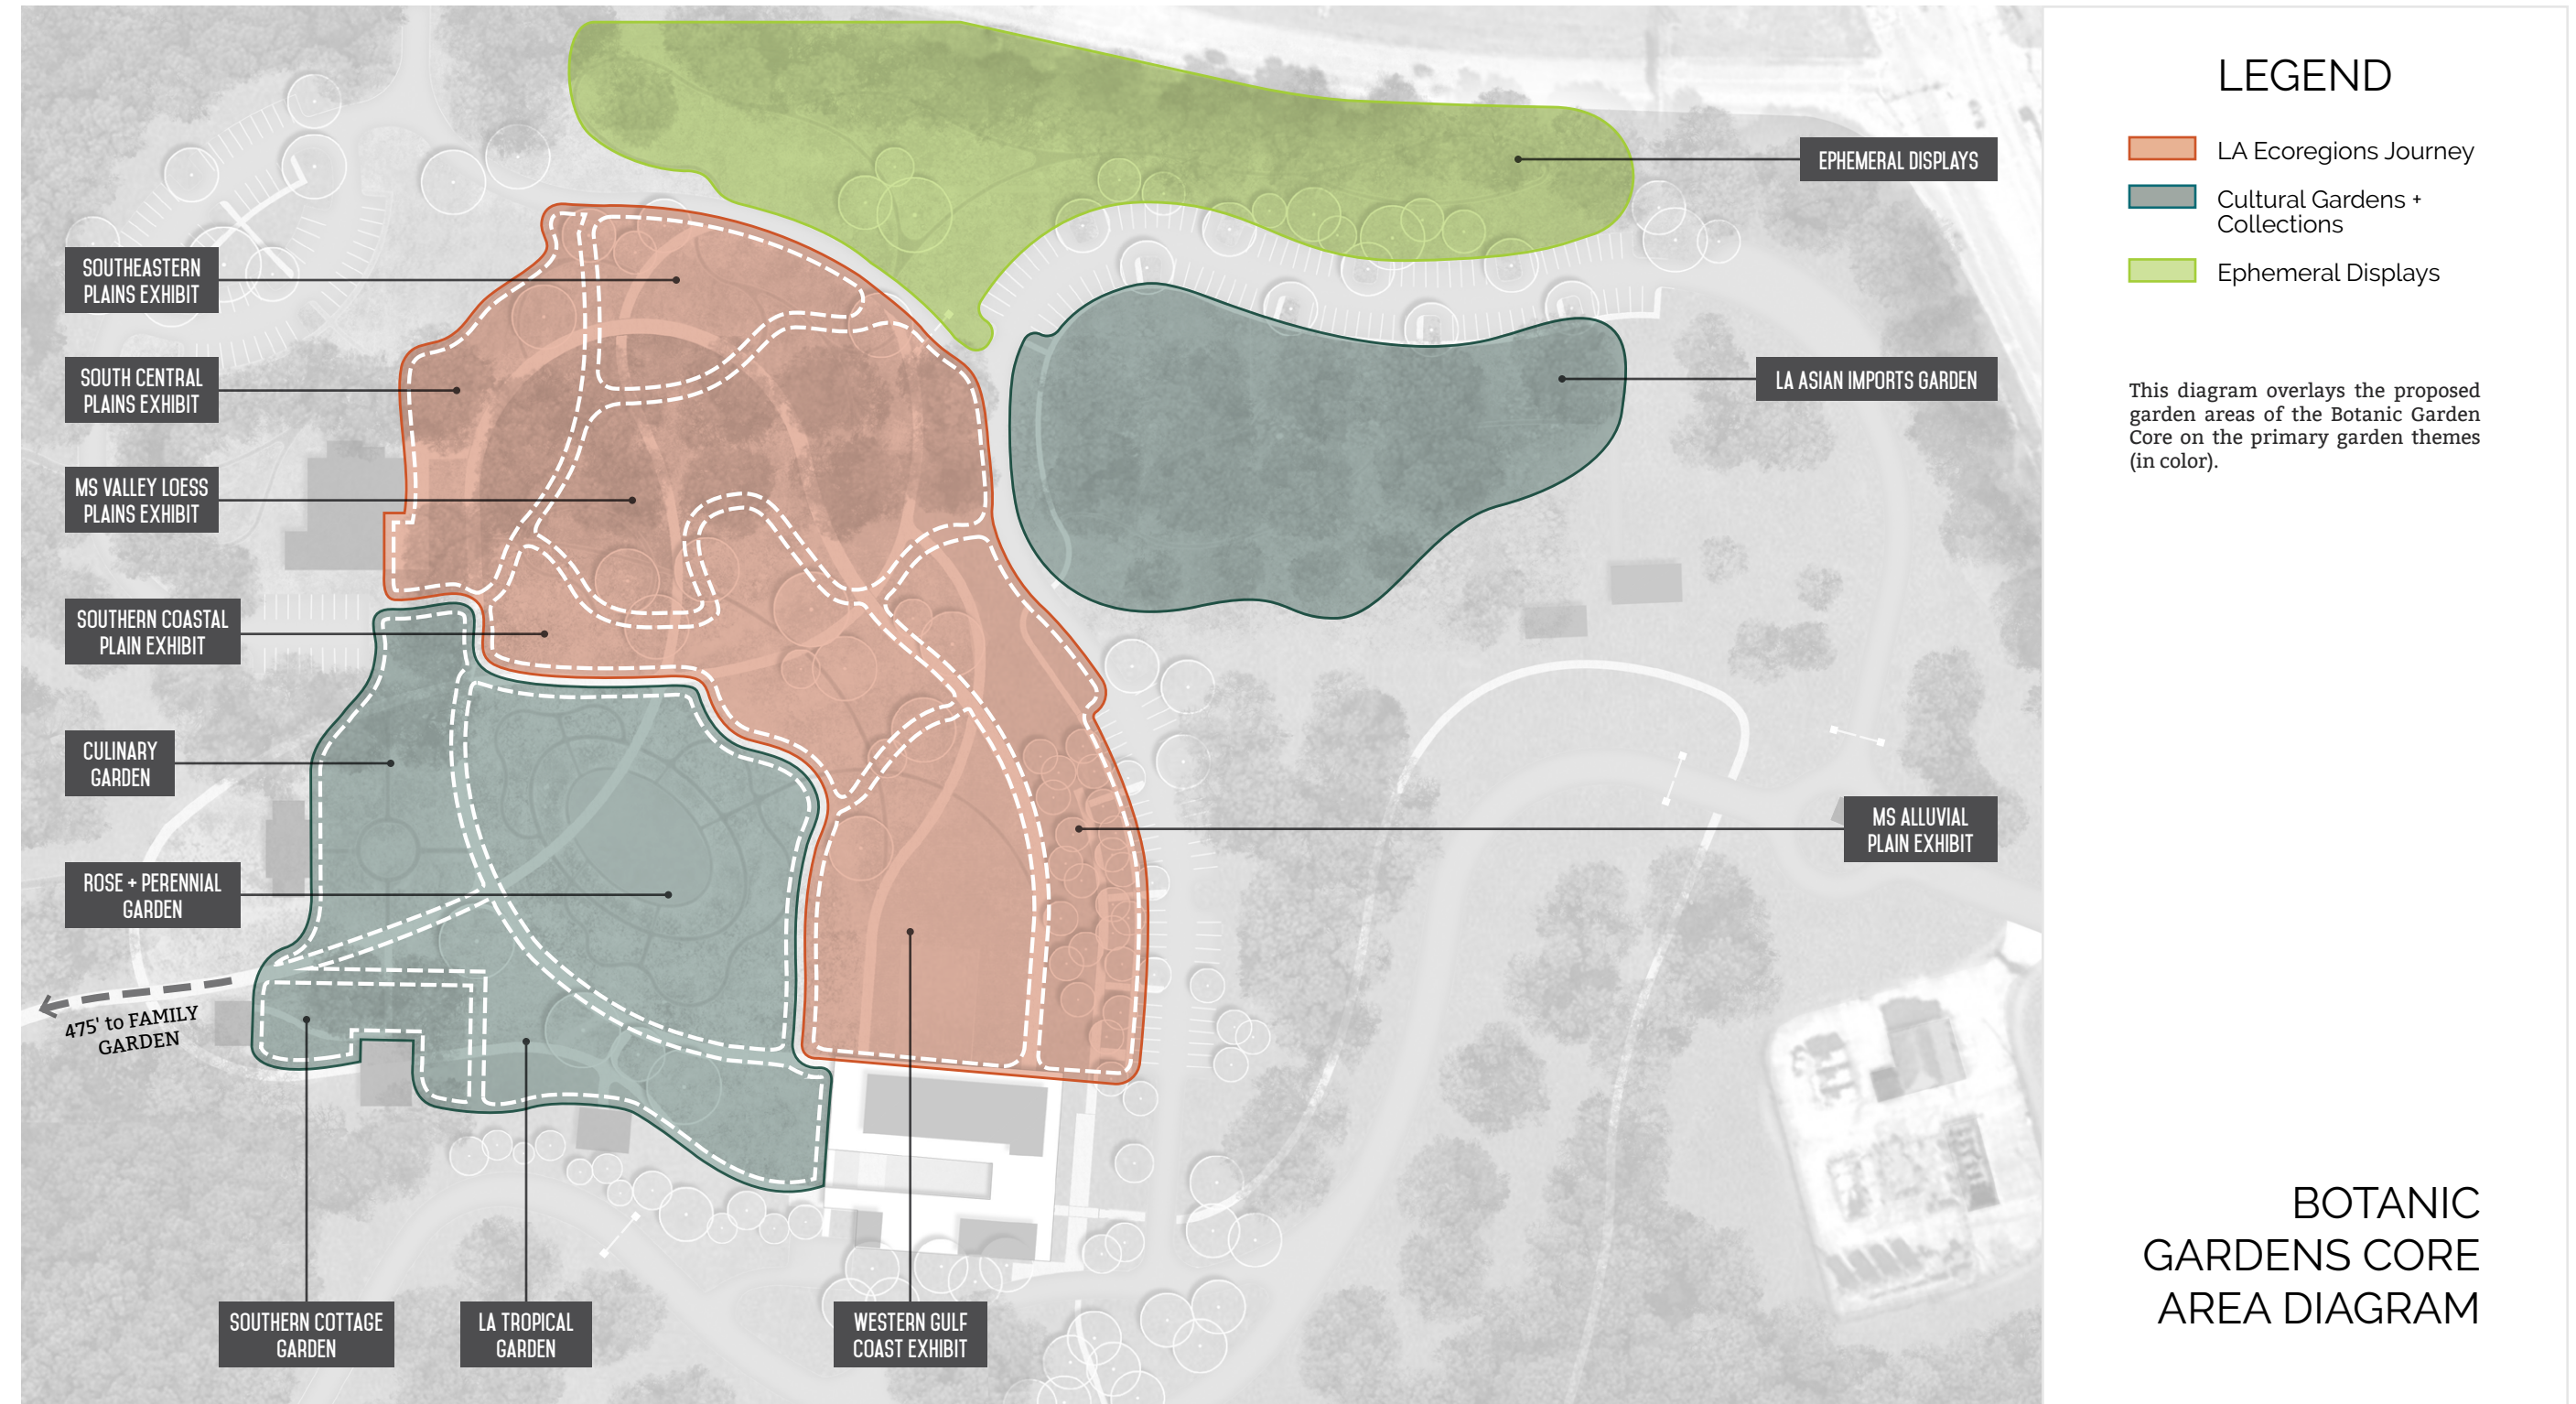 EPHEMERAL DISPLAYS
SOUTHEASTERN
PLAINS EXHIBIT
SOUTH CENTRAL
PLAINS EXHIBIT
LA ASIAN IMPORTS GARDEN
MS VALLEY LOESS
PLAINS EXHIBIT
SOUTHERN COASTAL
PLAIN EXHIBIT
CULINARY
GARDEN
MS ALLUVIAL
PLAIN EXHIBIT
ROSE + PERENNIAL
GARDEN
475' to FAMILY
GARDEN
SOUTHERN COTTAGE
GARDEN
LA TROPICAL
GARDEN
WESTERN GULF
COAST EXHIBIT
LEGEND
LA Ecoregions Journey
Cultural Gardens +
Collections
Ephemeral Displays
This diagram overlays the proposed
garden areas of the Botanic Garden
Core on the primary garden themes
(in color).
BOTANIC
GARDENS CORE
AREA DIAGRAM